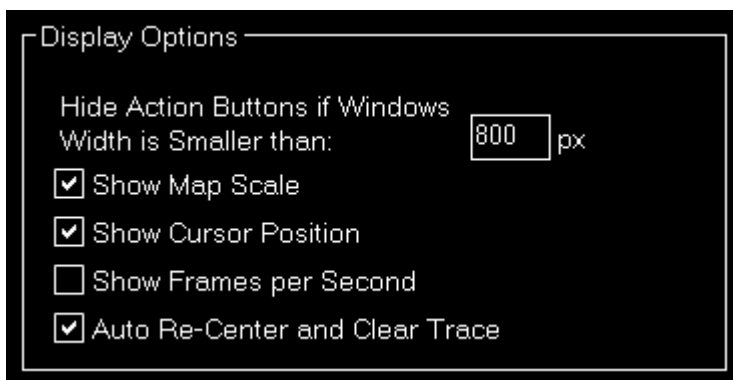 Display Options
Hide Action Buttons if Windows
Width is Smaller than: 800 px
Show Map Scale
Show Cursor Position
Show Frames per Second
Auto Re-Center and Clear Trace